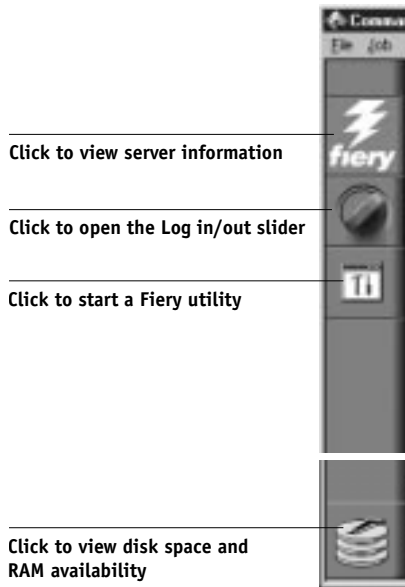 Comma
File Job
fiery
Click to view server information
Click to open the Log in/out slider
Click to start a Fiery utility
Click to view disk space and
RAM availability